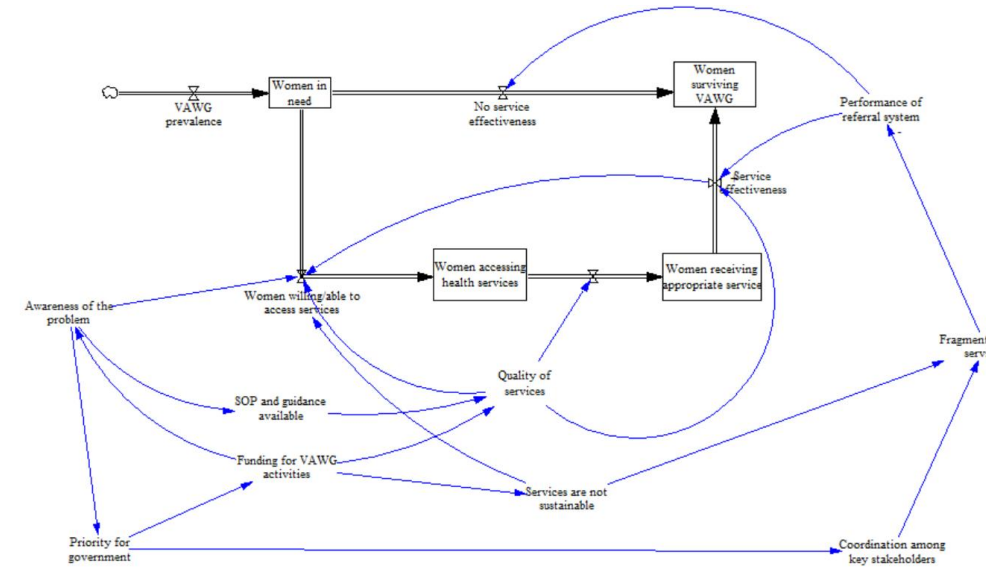 Women in
need
VAWG
prevalence
No service
effectiveness
Women
surviving
VAWG
Performance of
referral system
-
Service
effectiveness
Women accessing
health services
Women receiving
appropriate service
Women willing/able to
access services
Awareness of the
problem
Quality of
services
SOP and guidance
available
Funding for VAWG
activities
Services are not
sustainable
Priority for
government
Coordination among
key stakeholders